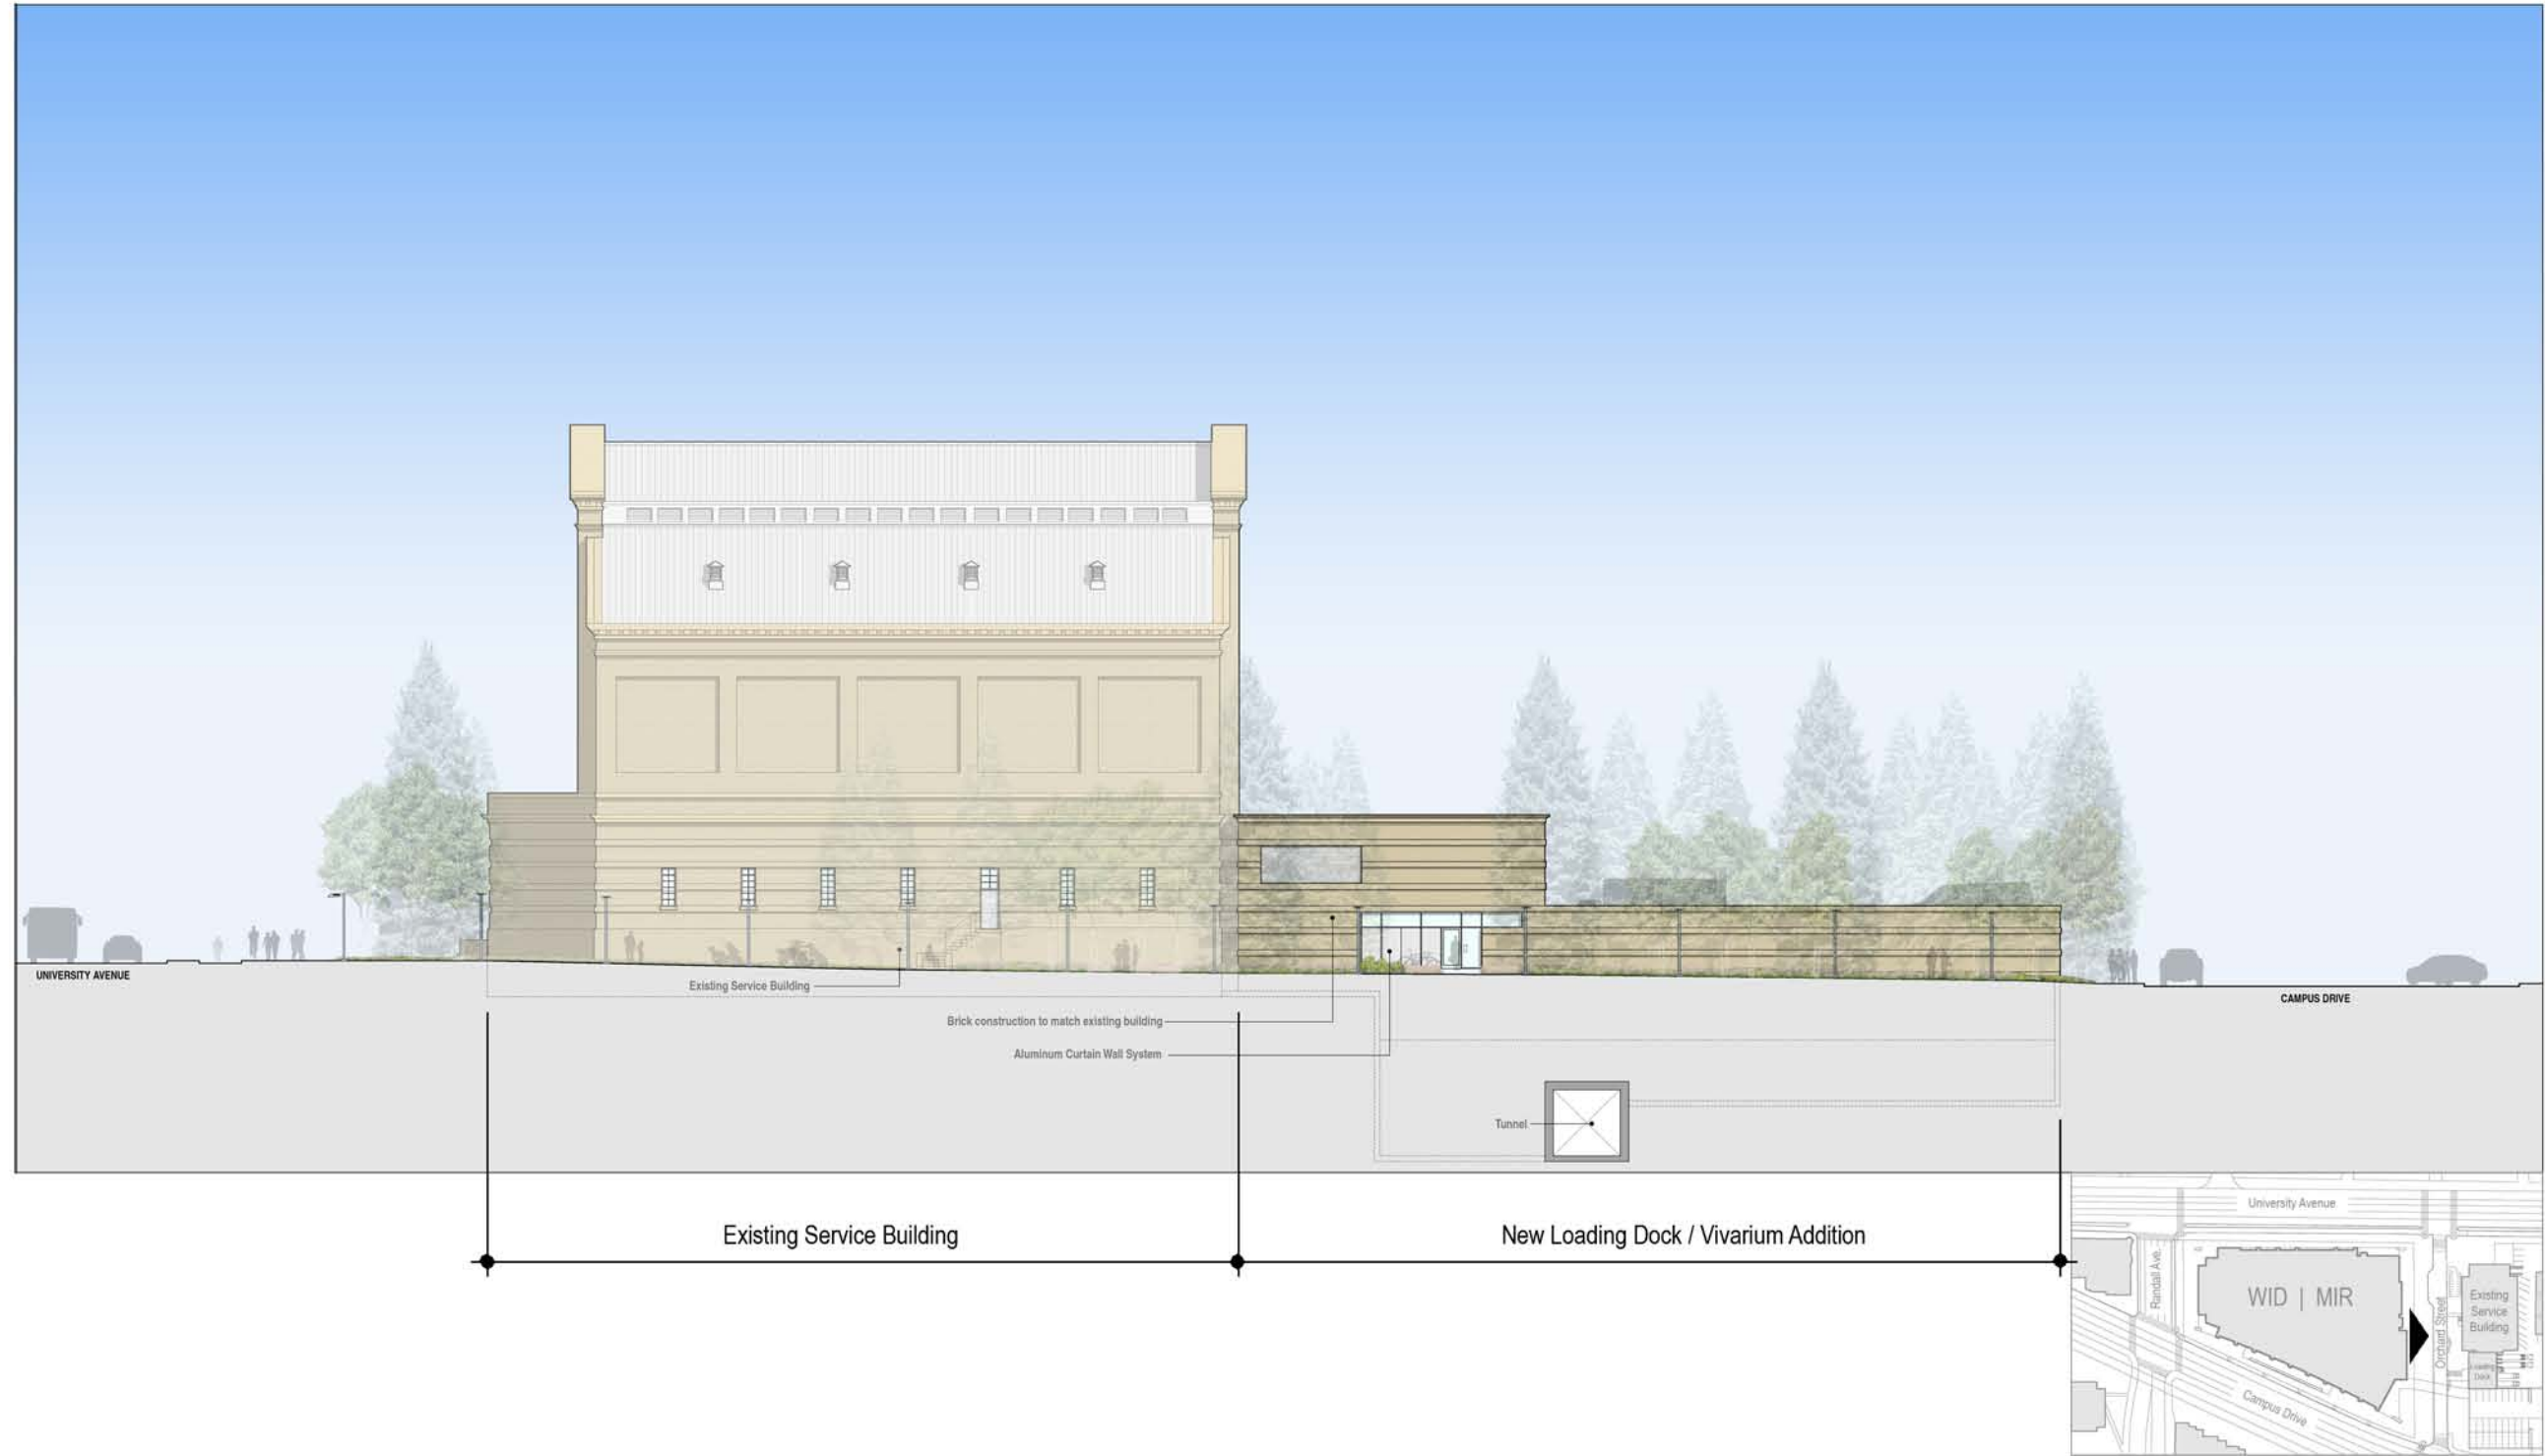 UNIVERSITY AVENUE
Existing Service Building
CAMPUS DRIVE
Brick construction to match existing building
Aluminum Curtain Wall System
Tunnel
Existing Service Building
New Loading Dock / Vivarium Addition
University Avenue
Randall Ave.
WID | MIR
Orchard Street
Existing
Service
Building
Dock
Campus Drive